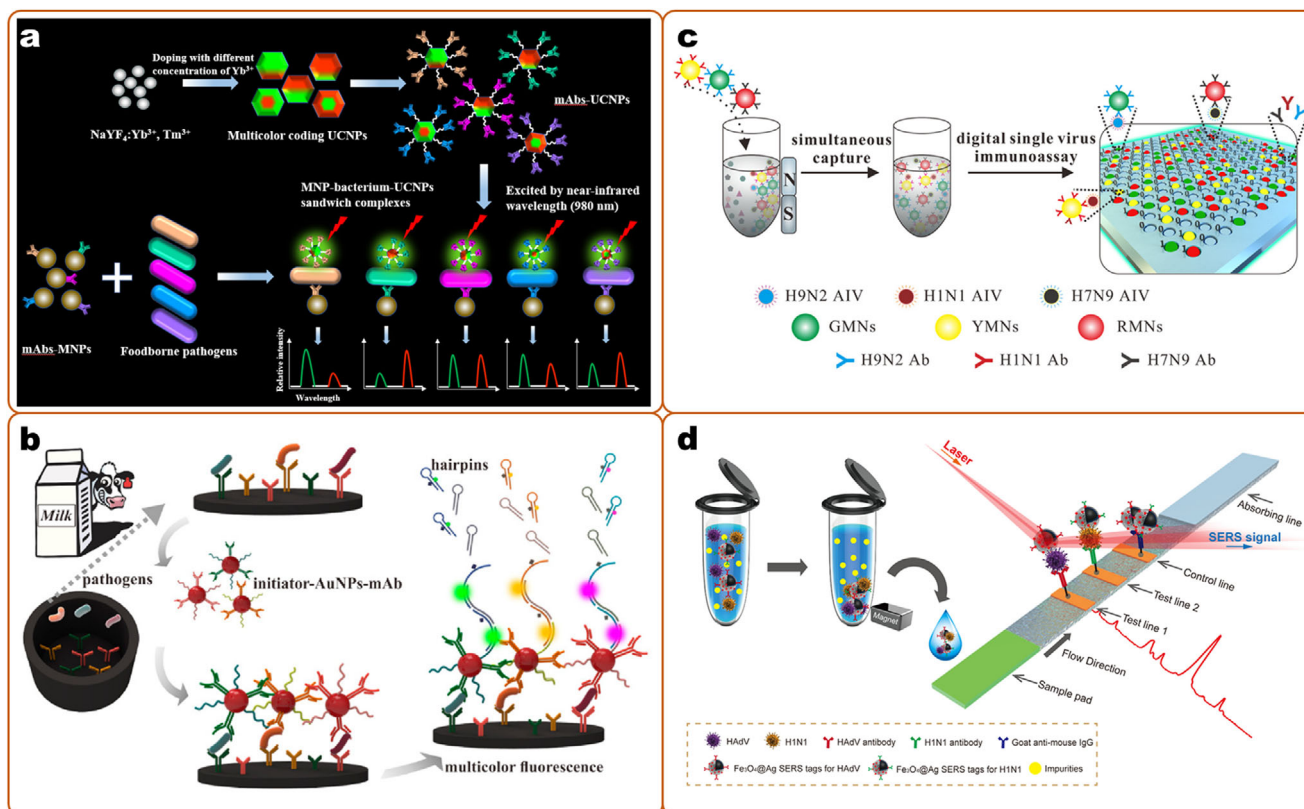 a
Doping with different
concentration of Yb³⁺
NaYF₄:Yb³⁺, Tm³⁺
Multicolor coding UCNPs
mAbs-UCNPs
MNP-bacterium-UCNPs
sandwich complexes
Excited by near-infrared
wavelength (980 nm)
mAbs-MNPs
Foodborne pathogens
Relative intensity
Wavelength
b
Milk
pathogens
initiator-AuNPs-mAb
hairpins
multicolor fluorescence
c
simultaneous
capture
digital single virus
immunoassay
N
S
H9N2 AIV
H1N1 AIV
H7N9 AIV
GMNs
YMNs
RMNs
H9N2 Ab
H1N1 Ab
H7N9 Ab
d
Laser
Absorbing line
SERS signal
Control line
Test line 2
Test line 1
Magnet
Flow Direction
Sample pad
HAdV
H1N1
HAdV antibody
H1N1 antibody
Goat anti-mouse IgG
Fe₃O₄@Ag SERS tags for HAdV
Fe₃O₄@Ag SERS tags for H1N1
Impurities